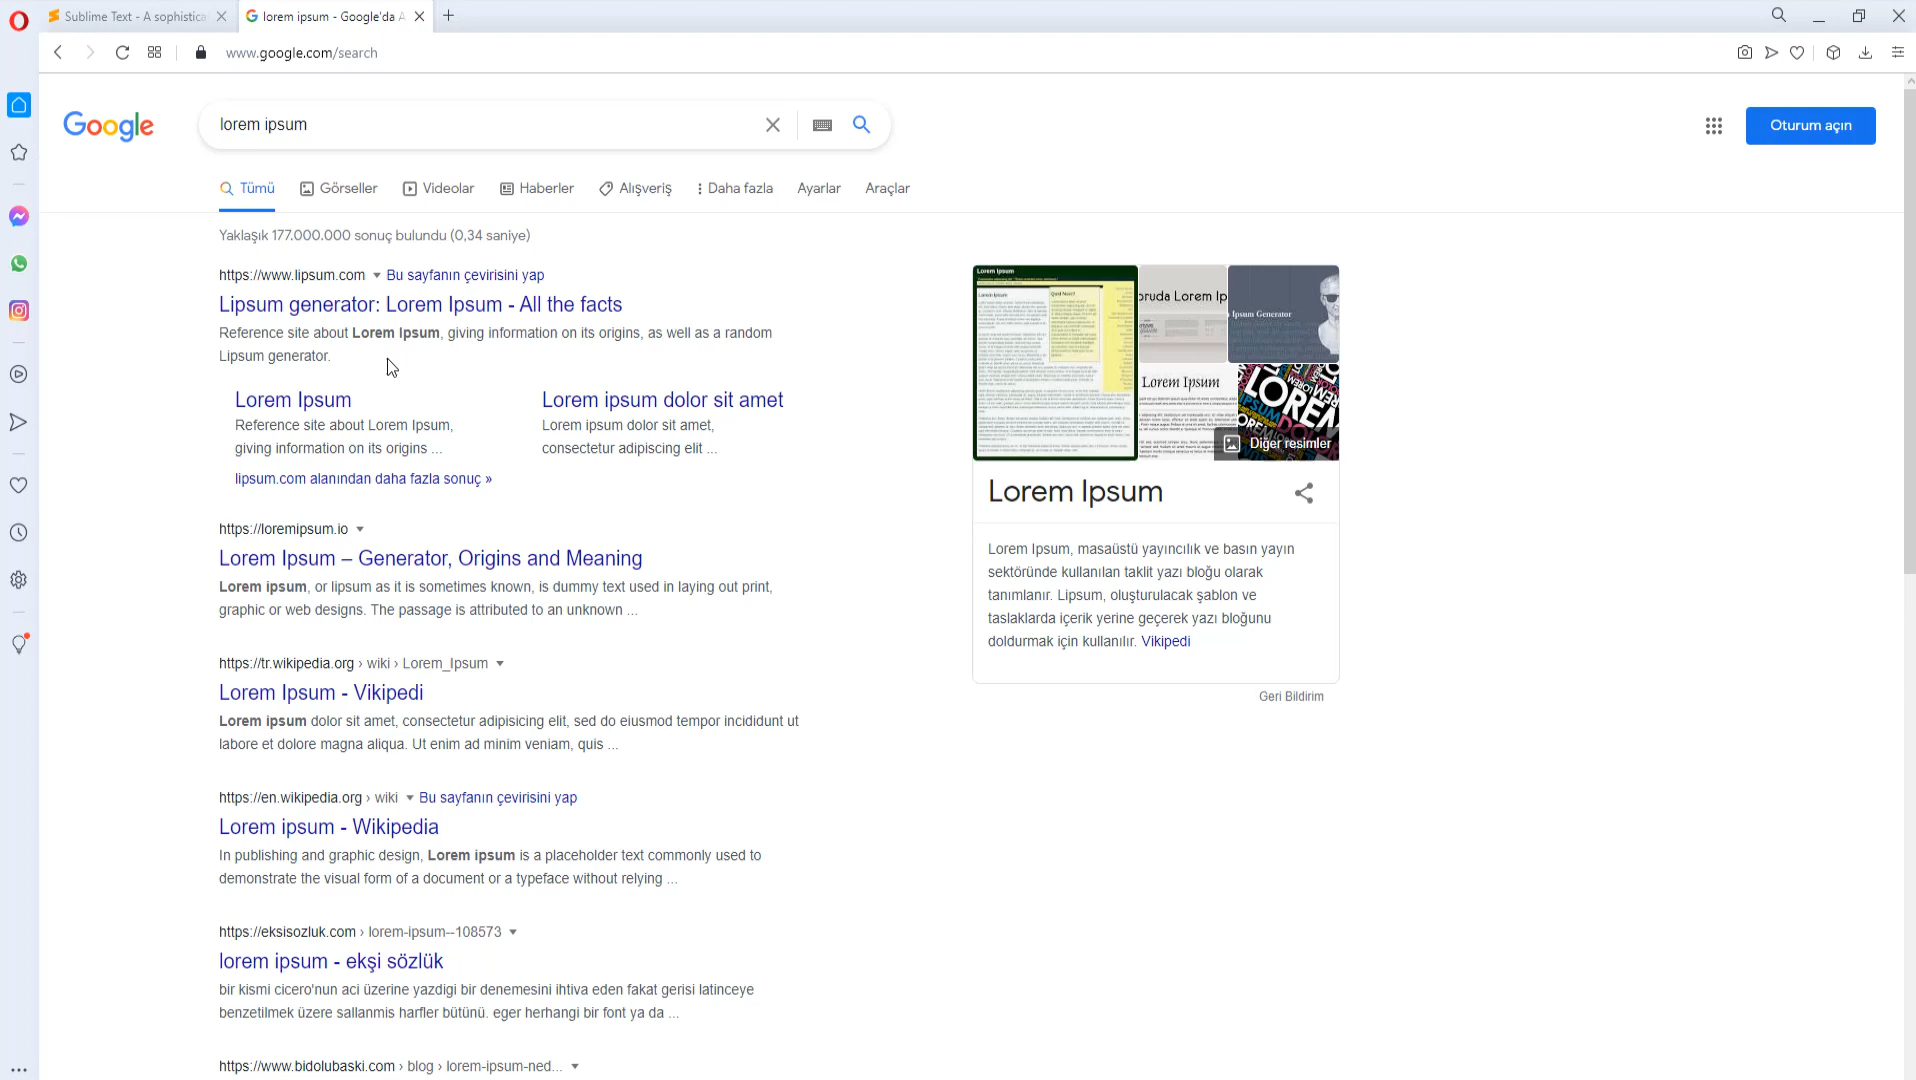 Sublime Text - A sophistica
lorem ipsum - Google'da A
www.google.com/search
Google
lorem ipsum
Oturum açın
Tümü
Görseller
Videolar
Haberler
Alışveriş
Daha fazla
Ayarlar
Araçlar
Yaklaşık 177.000.000 sonuç bulundu (0,34 saniye)
https://www.lipsum.com Bu sayfanın çevirisini yap
Lipsum generator: Lorem Ipsum - All the facts
Reference site about Lorem Ipsum, giving information on its origins, as well as a random
Lipsum generator.
Lorem Ipsum
Reference site about Lorem Ipsum,
giving information on its origins ...
Lorem ipsum dolor sit amet
Lorem ipsum dolor sit amet,
consectetur adipiscing elit ...
lipsum.com alanından daha fazla sonuç »
https://loremipsum.io
Lorem Ipsum – Generator, Origins and Meaning
Lorem ipsum, or lipsum as it is sometimes known, is dummy text used in laying out print,
graphic or web designs. The passage is attributed to an unknown ...
https://tr.wikipedia.org › wiki › Lorem_Ipsum
Lorem Ipsum - Vikipedi
Lorem ipsum dolor sit amet, consectetur adipisicing elit, sed do eiusmod tempor incididunt ut
labore et dolore magna aliqua. Ut enim ad minim veniam, quis ...
https://en.wikipedia.org › wiki Bu sayfanın çevirisini yap
Lorem ipsum - Wikipedia
In publishing and graphic design, Lorem ipsum is a placeholder text commonly used to
demonstrate the visual form of a document or a typeface without relying ...
https://eksisozluk.com › lorem-ipsum--108573
lorem ipsum - ekşi sözlük
bir kismi cicero'nun aci üzerine yazdigi bir denemesini ihtiva eden fakat gerisi latinceye
benzetilmek üzere sallanmis harfler bütünü. eger herhangi bir font ya da ...
https://www.bidolubaski.com › blog › lorem-ipsum-ned...
Lorem Ipsum
oruda Lorem Ip
Ipsum Generator
Lorem Ipsum
LOREM
IPSUM
Diğer resimler
Lorem Ipsum
Lorem Ipsum, masaüstü yayıncılık ve basın yayın
sektöründe kullanılan taklit yazı bloğu olarak
tanımlanır. Lipsum, oluşturulacak şablon ve
taslaklarda içerik yerine geçerek yazı bloğunu
doldurmak için kullanılır. Vikipedi
Geri Bildirim